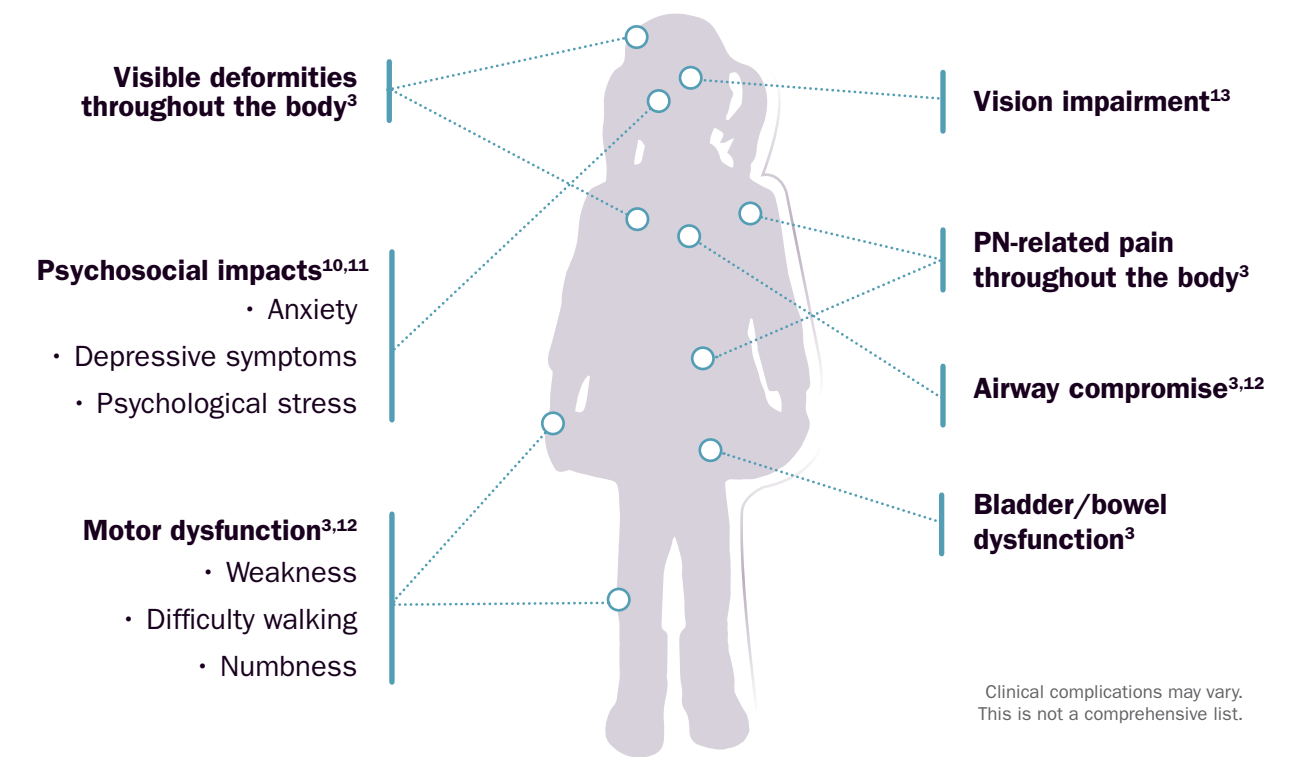 Visible deformities
throughout the body³
Psychosocial impacts¹⁰,¹¹
· Anxiety
· Depressive symptoms
· Psychological stress
Motor dysfunction³,¹²
· Weakness
· Difficulty walking
· Numbness
Vision impairment¹³
PN-related pain
throughout the body³
Airway compromise³,¹²
Bladder/bowel
dysfunction³
Clinical complications may vary.
This is not a comprehensive list.